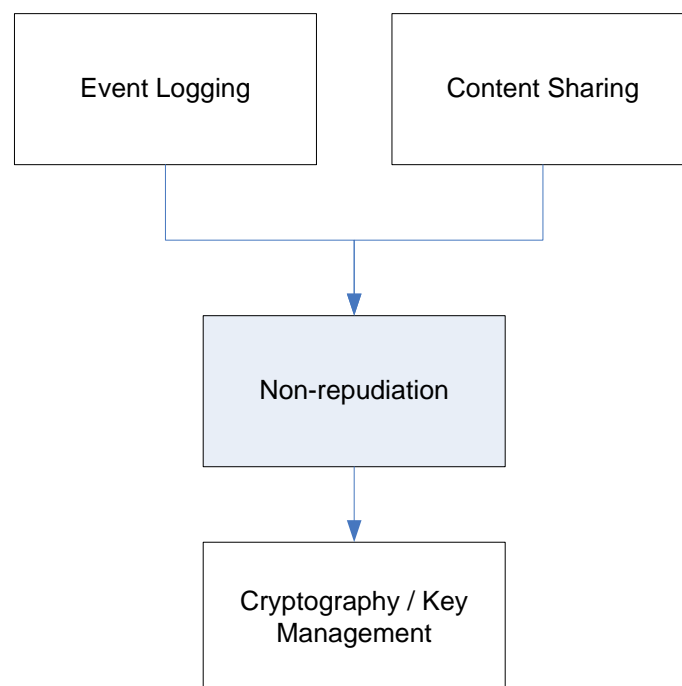 Event Logging
Content Sharing
Non-repudiation
Cryptography / Key
Management